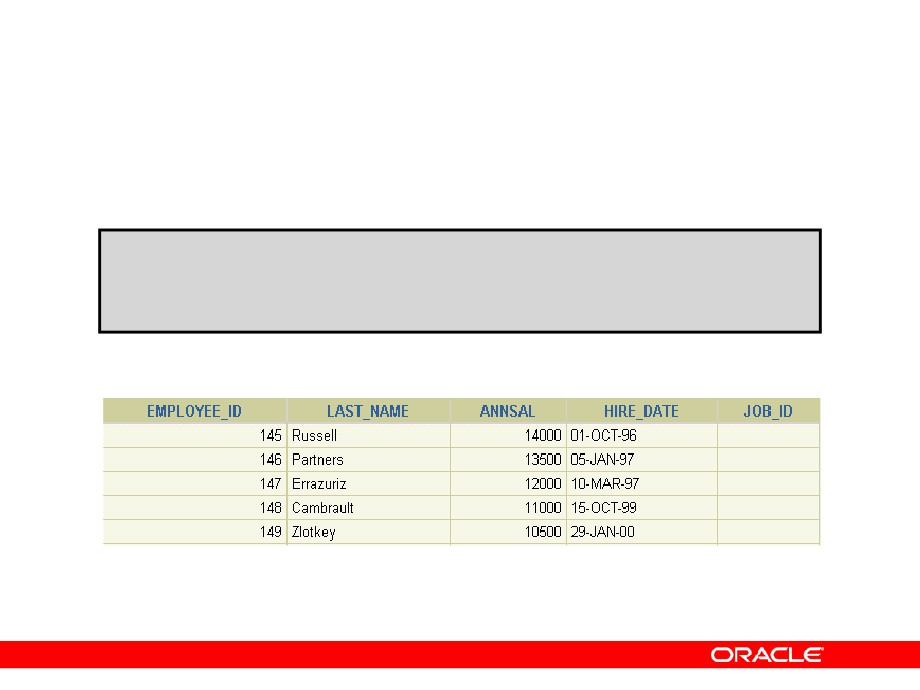 EMPLOYEE_ID LAST_NAME ANNSAL HIRE_DATE JOB_ID
145 Russell 14000 01-OCT-96
146 Partners 13500 05-JAN-97
147 Errazuriz 12000 10-MAR-97
148 Cambrault 11000 15-OCT-99
149 Zlotkey 10500 29-JAN-00
ORACLE